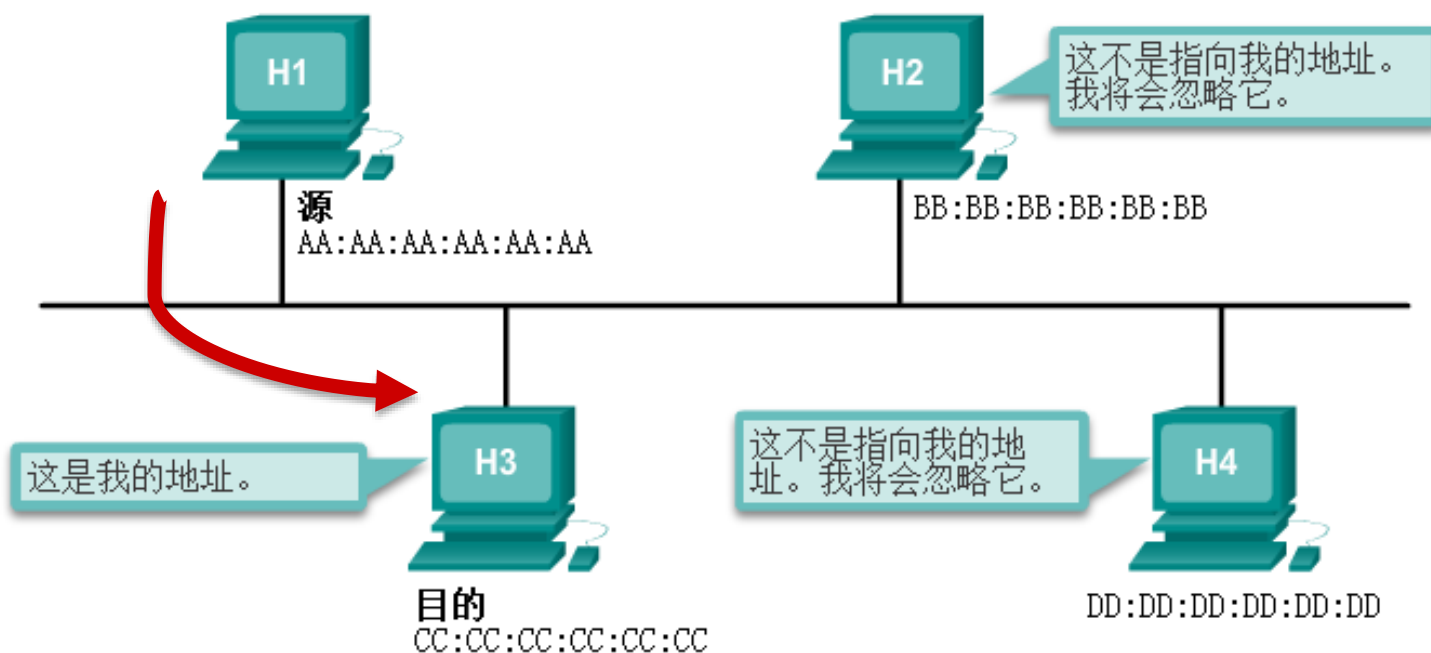 H1
H2
这不是指向我的地址。
我将会忽略它。
源
AA:AA:AA:AA:AA:AA
BB:BB:BB:BB:BB:BB
这是我的地址。
H3
这不是指向我的地
址。我将会忽略它。
H4
目的
CC:CC:CC:CC:CC:CC
DD:DD:DD:DD:DD:DD